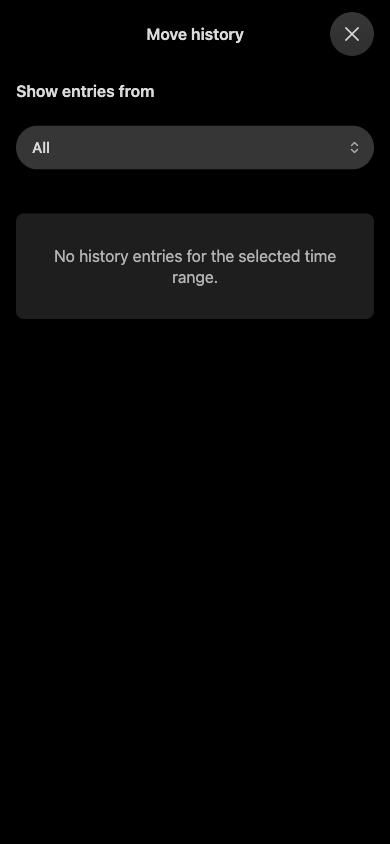 Move history
Show entries from
All
No history entries for the selected time
range.